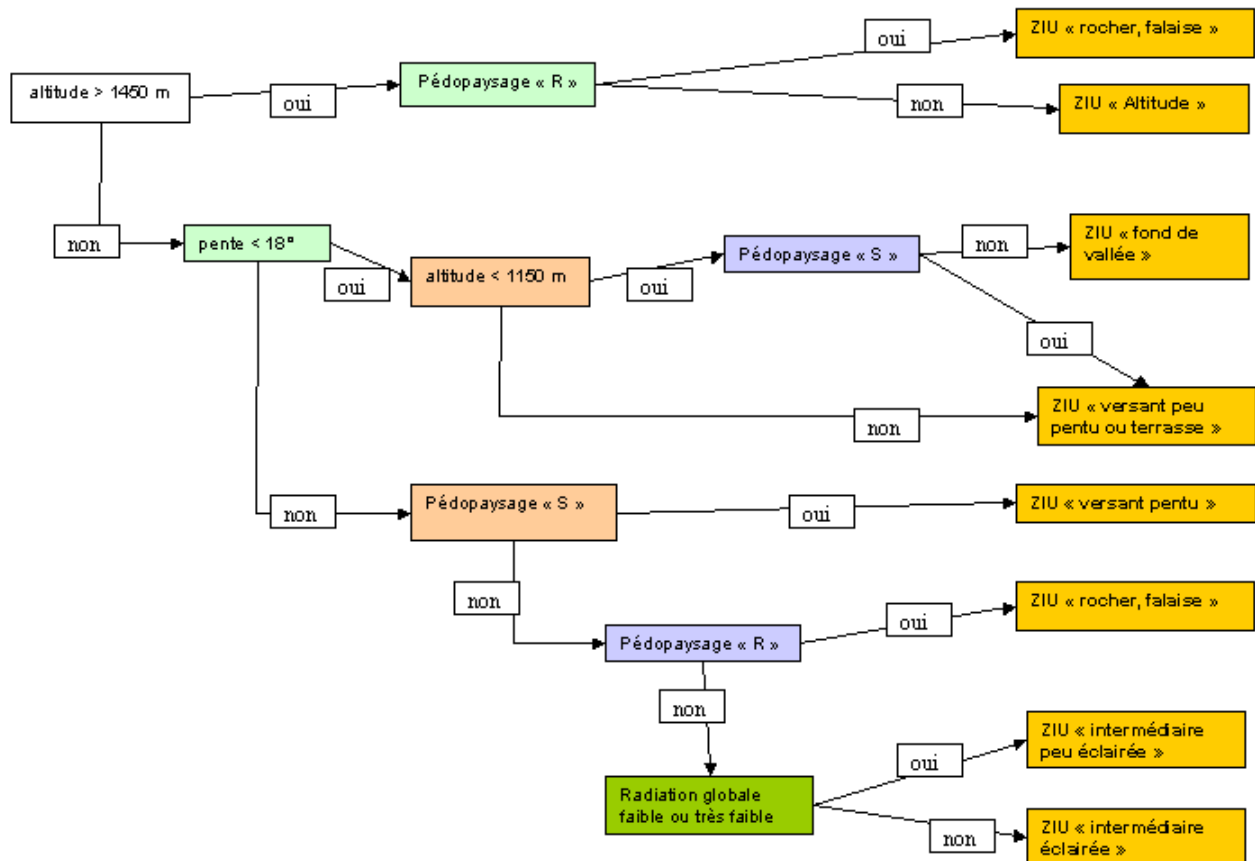 oui
ZIU « rocher, falaise »
altitude > 1450 m
oui
Pédopaysage « R »
non
ZIU « Altitude »
non
pente < 18°
oui
altitude < 1150 m
oui
Pédopaysage « S »
non
ZIU « fond de
vallée »
oui
non
ZIU « versant peu
pentu ou terrasse »
non
Pédopaysage « S »
oui
ZIU « versant pentu »
non
Pédopaysage « R »
oui
ZIU « rocher, falaise »
non
Radiation globale
faible ou très faible
oui
ZIU « intermédiaire
peu éclairée »
non
ZIU « intermédiaire
éclairée »